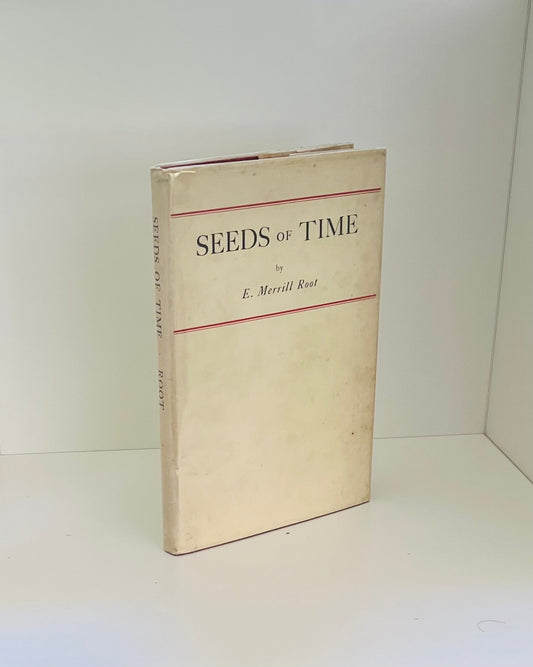 SEEDS OF TIME
by
E. Merrill Root
SEEDS OF TIME · ROOT